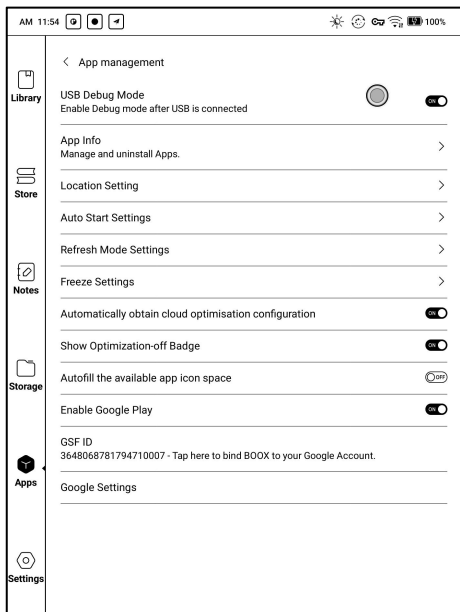 AM 11:54
100%
App management
Library
USB Debug Mode
Enable Debug mode after USB is connected
ON
App Info
Manage and uninstall Apps.
Store
Location Setting
Auto Start Settings
Refresh Mode Settings
Notes
Freeze Settings
Automatically obtain cloud optimisation configuration
ON
Show Optimization-off Badge
ON
Storage
Autofill the available app icon space
OFF
Enable Google Play
ON
GSF ID
3648068781794710007 - Tap here to bind BOOX to your Google Account.
Apps
Google Settings
Settings